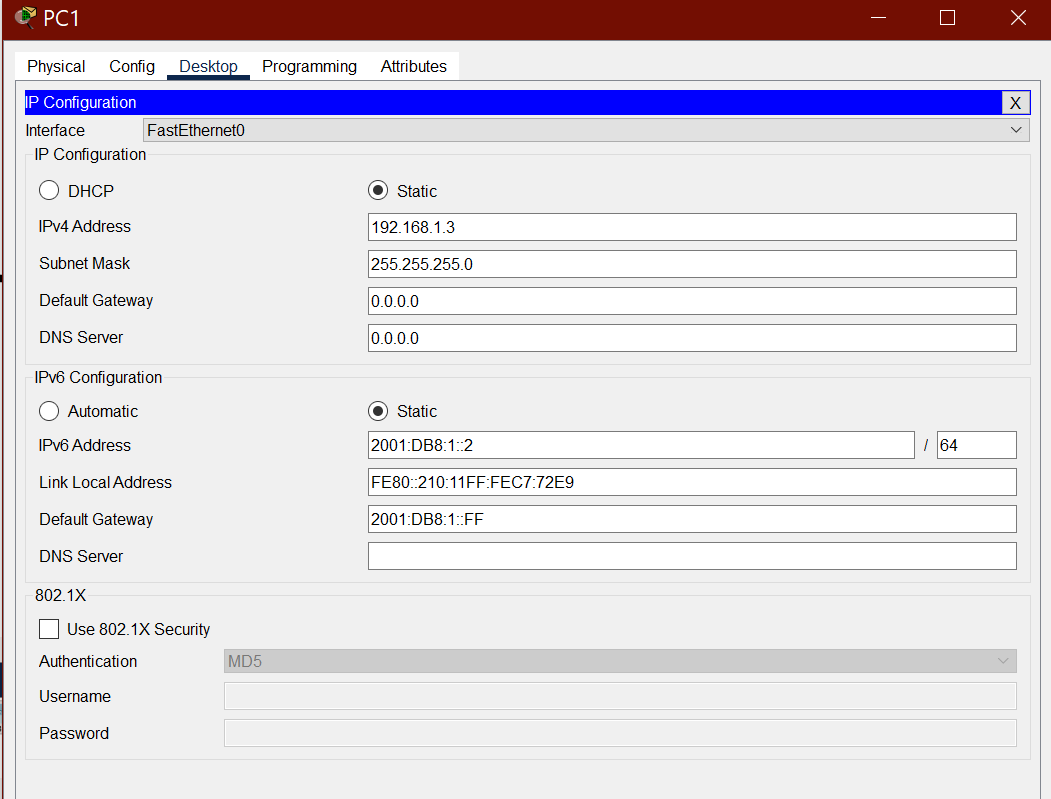 PC1
Physical Config Desktop Programming Attributes
IP Configuration X
Interface FastEthernet0
IP Configuration
DHCP Static
IPv4 Address 192.168.1.3
Subnet Mask 255.255.255.0
Default Gateway 0.0.0.0
DNS Server 0.0.0.0
IPv6 Configuration
Automatic Static
IPv6 Address 2001:DB8:1::2 / 64
Link Local Address FE80::210:11FF:FEC7:72E9
Default Gateway 2001:DB8:1::FF
DNS Server
802.1X
Use 802.1X Security
Authentication MD5
Username
Password